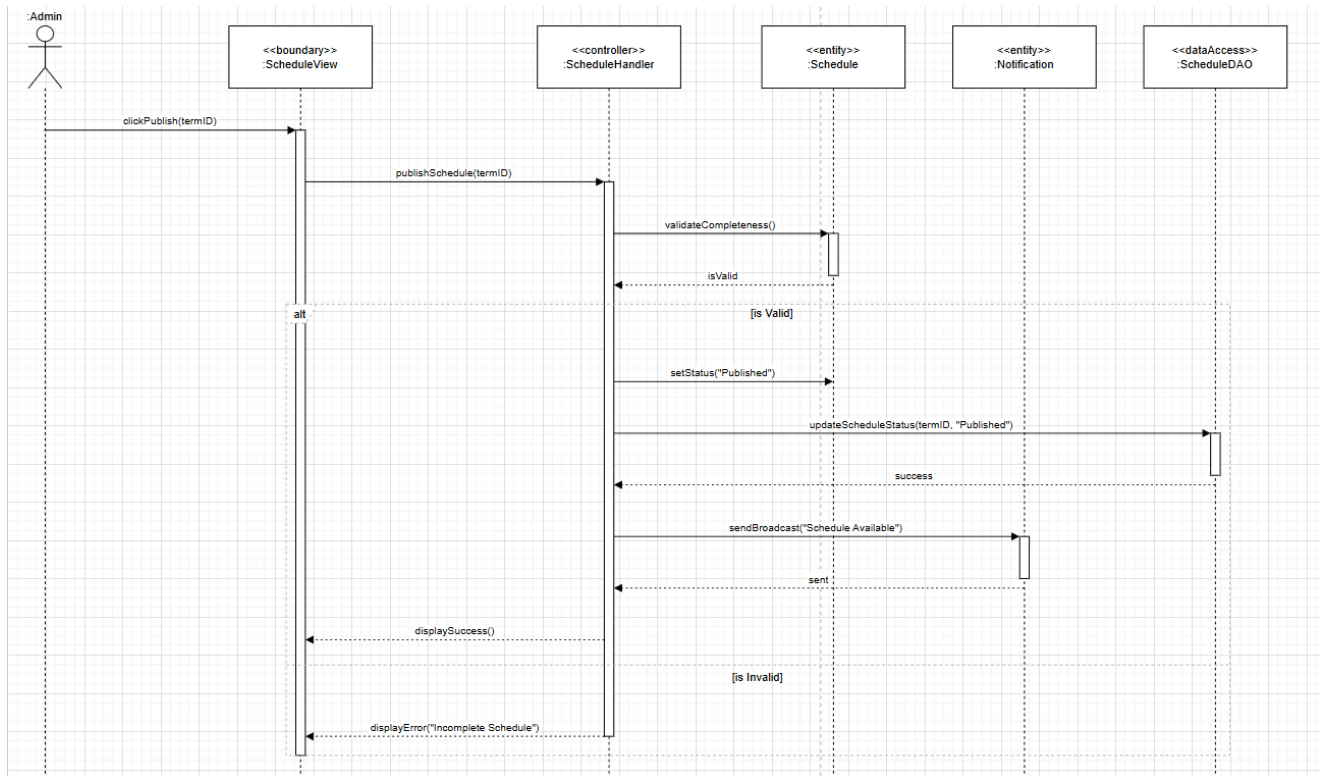 :Admin
<<boundary>>
:ScheduleView
<<controller>>
:ScheduleHandler
<<entity>>
:Schedule
<<entity>>
:Notification
<<dataAccess>>
:ScheduleDAO
clickPublish(termID)
publishSchedule(termID)
validateCompleteness()
isValid
alt
[is Valid]
setStatus("Published")
updateScheduleStatus(termID, "Published")
success
sendBroadcast("Schedule Available")
sent
displaySuccess()
[is Invalid]
displayError("Incomplete Schedule")